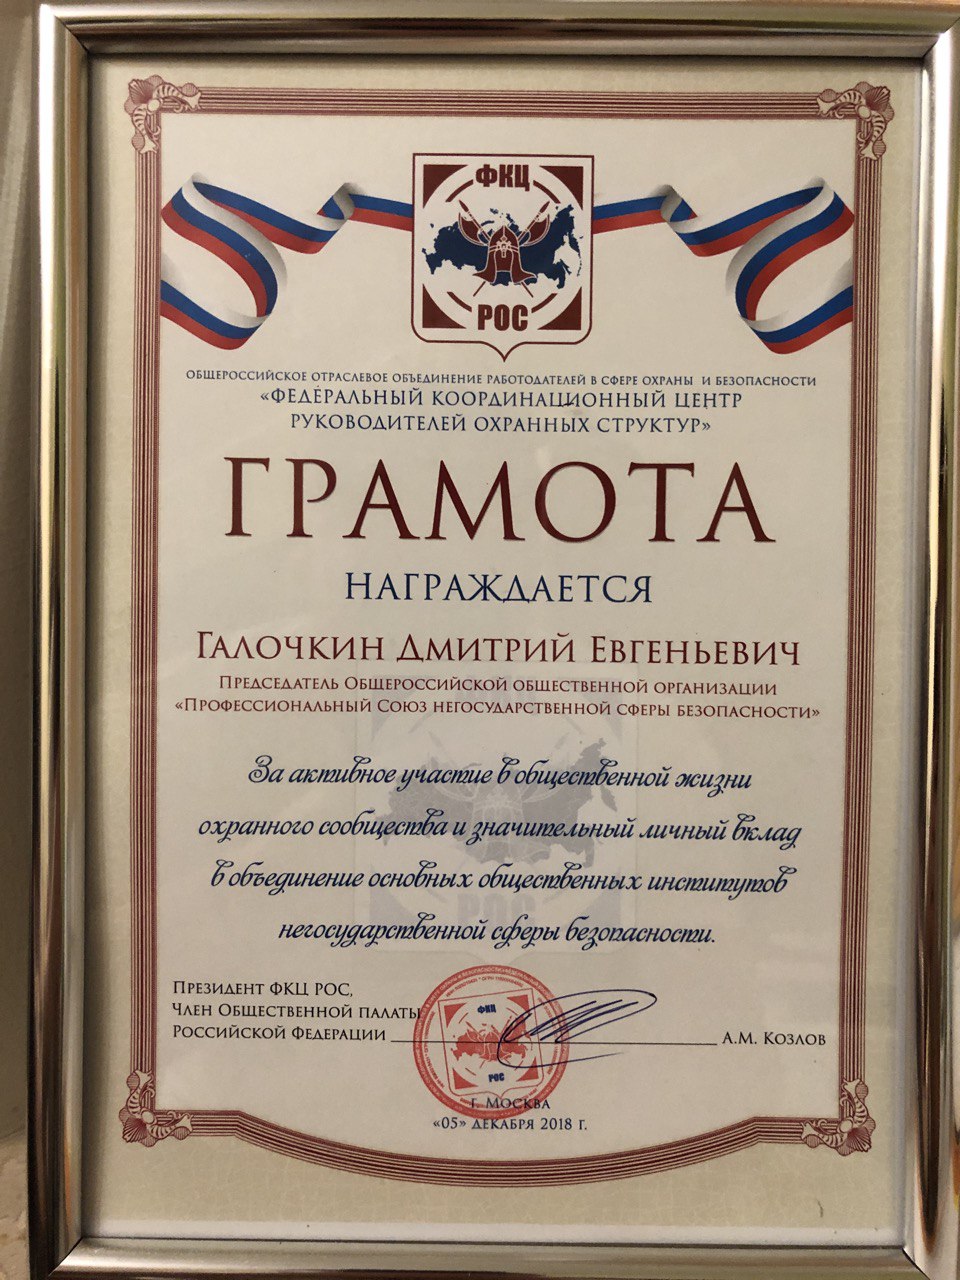 ФКЦ
РОС
ОБЩЕРОССИЙСКОЕ ОТРАСЛЕВОЕ ОБЪЕДИНЕНИЕ РАБОТОДАТЕЛЕЙ В СФЕРЕ ОХРАНЫ И БЕЗОПАСНОСТИ
«ФЕДЕРАЛЬНЫЙ КООРДИНАЦИОННЫЙ ЦЕНТР
РУКОВОДИТЕЛЕЙ ОХРАННЫХ СТРУКТУР»
ГРАМОТА
НАГРАЖДАЕТСЯ
ГАЛОЧКИН ДМИТРИЙ ЕВГЕНЬЕВИЧ
ПРЕДСЕДАТЕЛЬ ОБЩЕРОССИЙСКОЙ ОБЩЕСТВЕННОЙ ОРГАНИЗАЦИИ
«ПРОФЕССИОНАЛЬНЫЙ СОЮЗ НЕГОСУДАРСТВЕННОЙ СФЕРЫ БЕЗОПАСНОСТИ»
За активное участие в общественной жизни
охранного сообщества и значительный личный вклад
в объединение основных общественных институтов
негосударственной сферы безопасности.
РОС
ПРЕЗИДЕНТ ФКЦ РОС,
ЧЛЕН ОБЩЕСТВЕННОЙ ПАЛАТЫ
РОССИЙСКОЙ ФЕДЕРАЦИИ А.М. КОЗЛОВ
ФКЦ
РОС
Г. МОСКВА
«05» ДЕКАБРЯ 2018 Г.